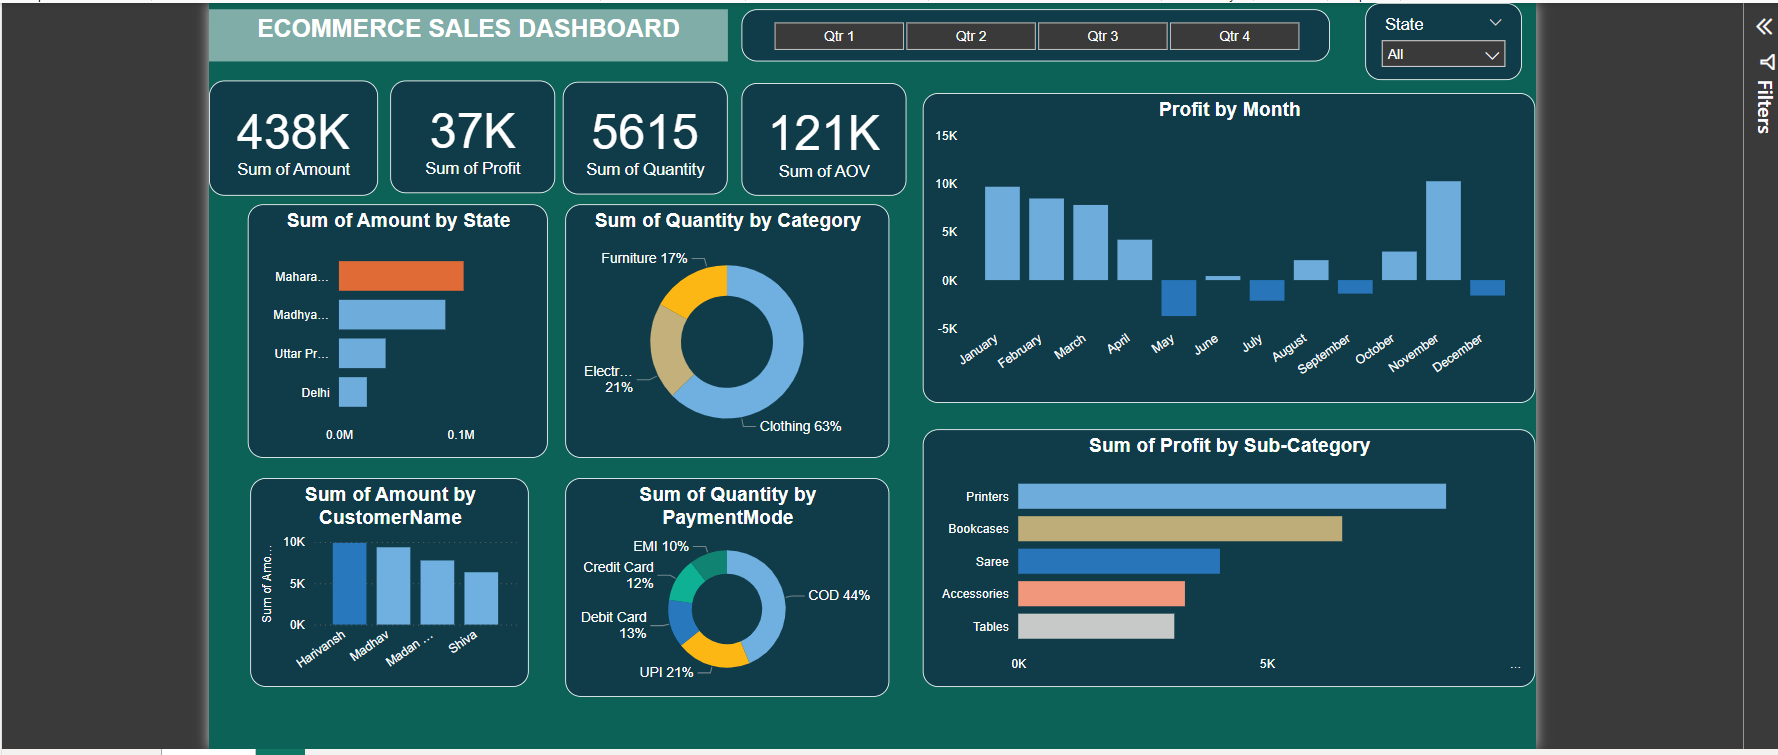 ECOMMERCE SALES DASHBOARD
Qtr 1
Qtr 2
Qtr 3
Qtr 4
State
All
Filters
438K
Sum of Amount
37K
Sum of Profit
5615
Sum of Quantity
121K
Sum of AOV
Profit by Month
15K
10K
5K
0K
-5K
January
February
March
April
May
June
July
August
September
October
November
December
Sum of Amount by State
Mahara...
Madhya...
Uttar Pr...
Delhi
0.0M
0.1M
Sum of Quantity by Category
Furniture 17%
Electr...
21%
Clothing 63%
Sum of Profit by Sub-Category
Printers
Bookcases
Saree
Accessories
Tables
0K
5K
...
Sum of Amount by
CustomerName
Sum of Amo...
10K
5K
0K
Harivansh
Madhav
Madan ...
Shiva
Sum of Quantity by
PaymentMode
EMI 10%
Credit Card
12%
Debit Card
13%
UPI 21%
COD 44%